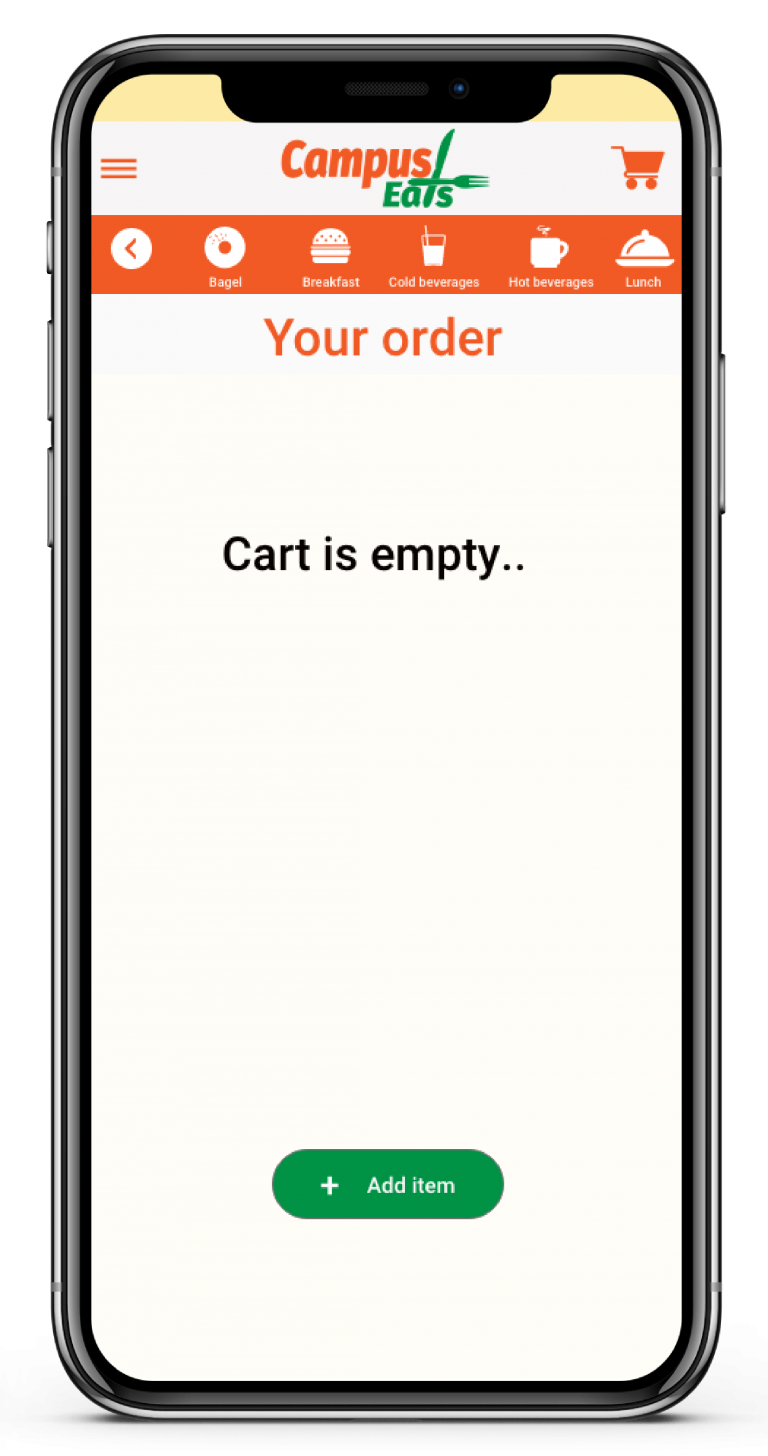 Campus
Eats
Bagel Breakfast Cold beverages Hot beverages Lunch
Your order
Cart is empty..
+ Add item